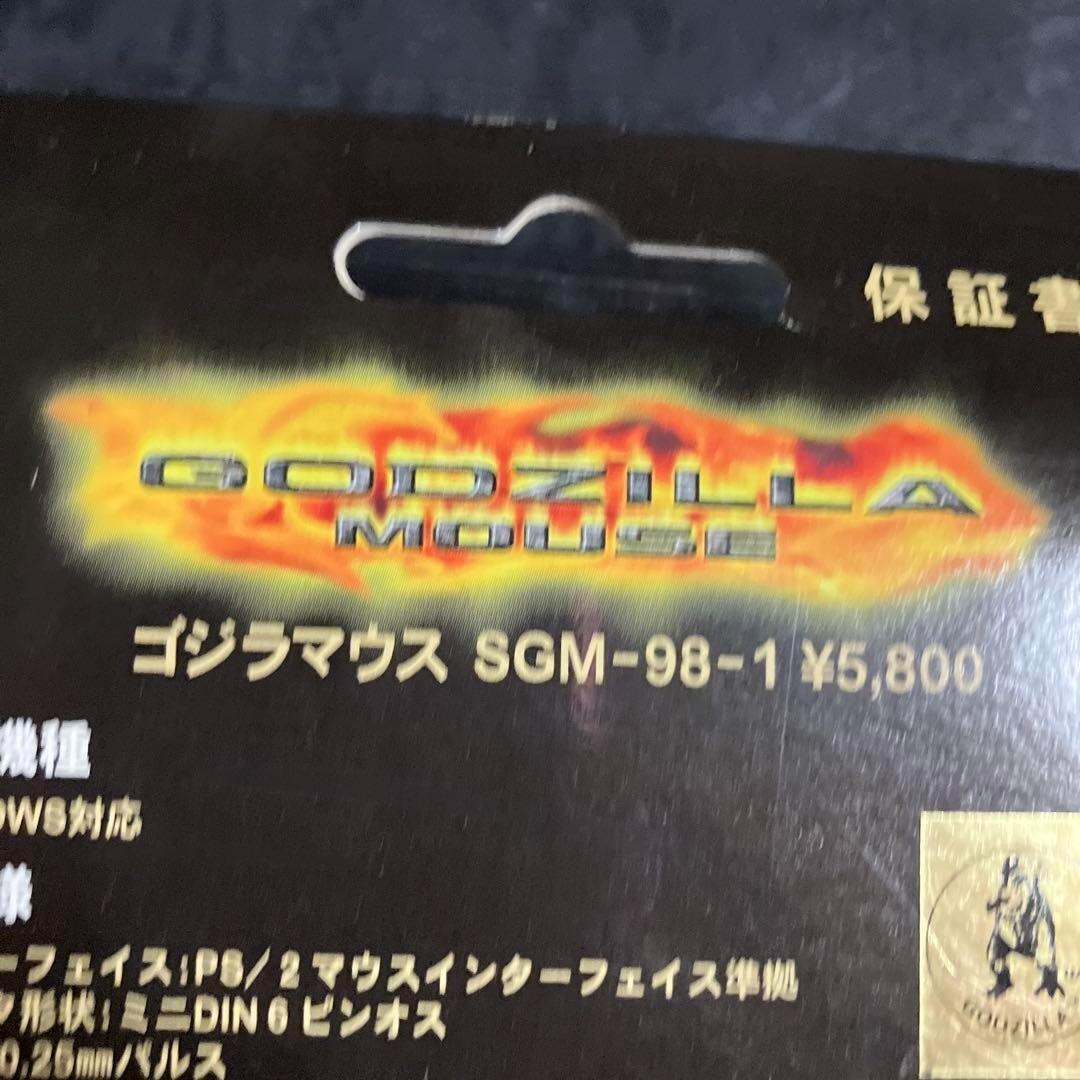 保証書
GODZILLA
MOUSE
ゴジラマウス SGM-98-1 ¥5,800
機種
OWS対応
様
ーフェイス:PS/2マウスインターフェイス準拠
タ形状:ミニDIN6ピンオス
0.25mmパルス
GODZILLA